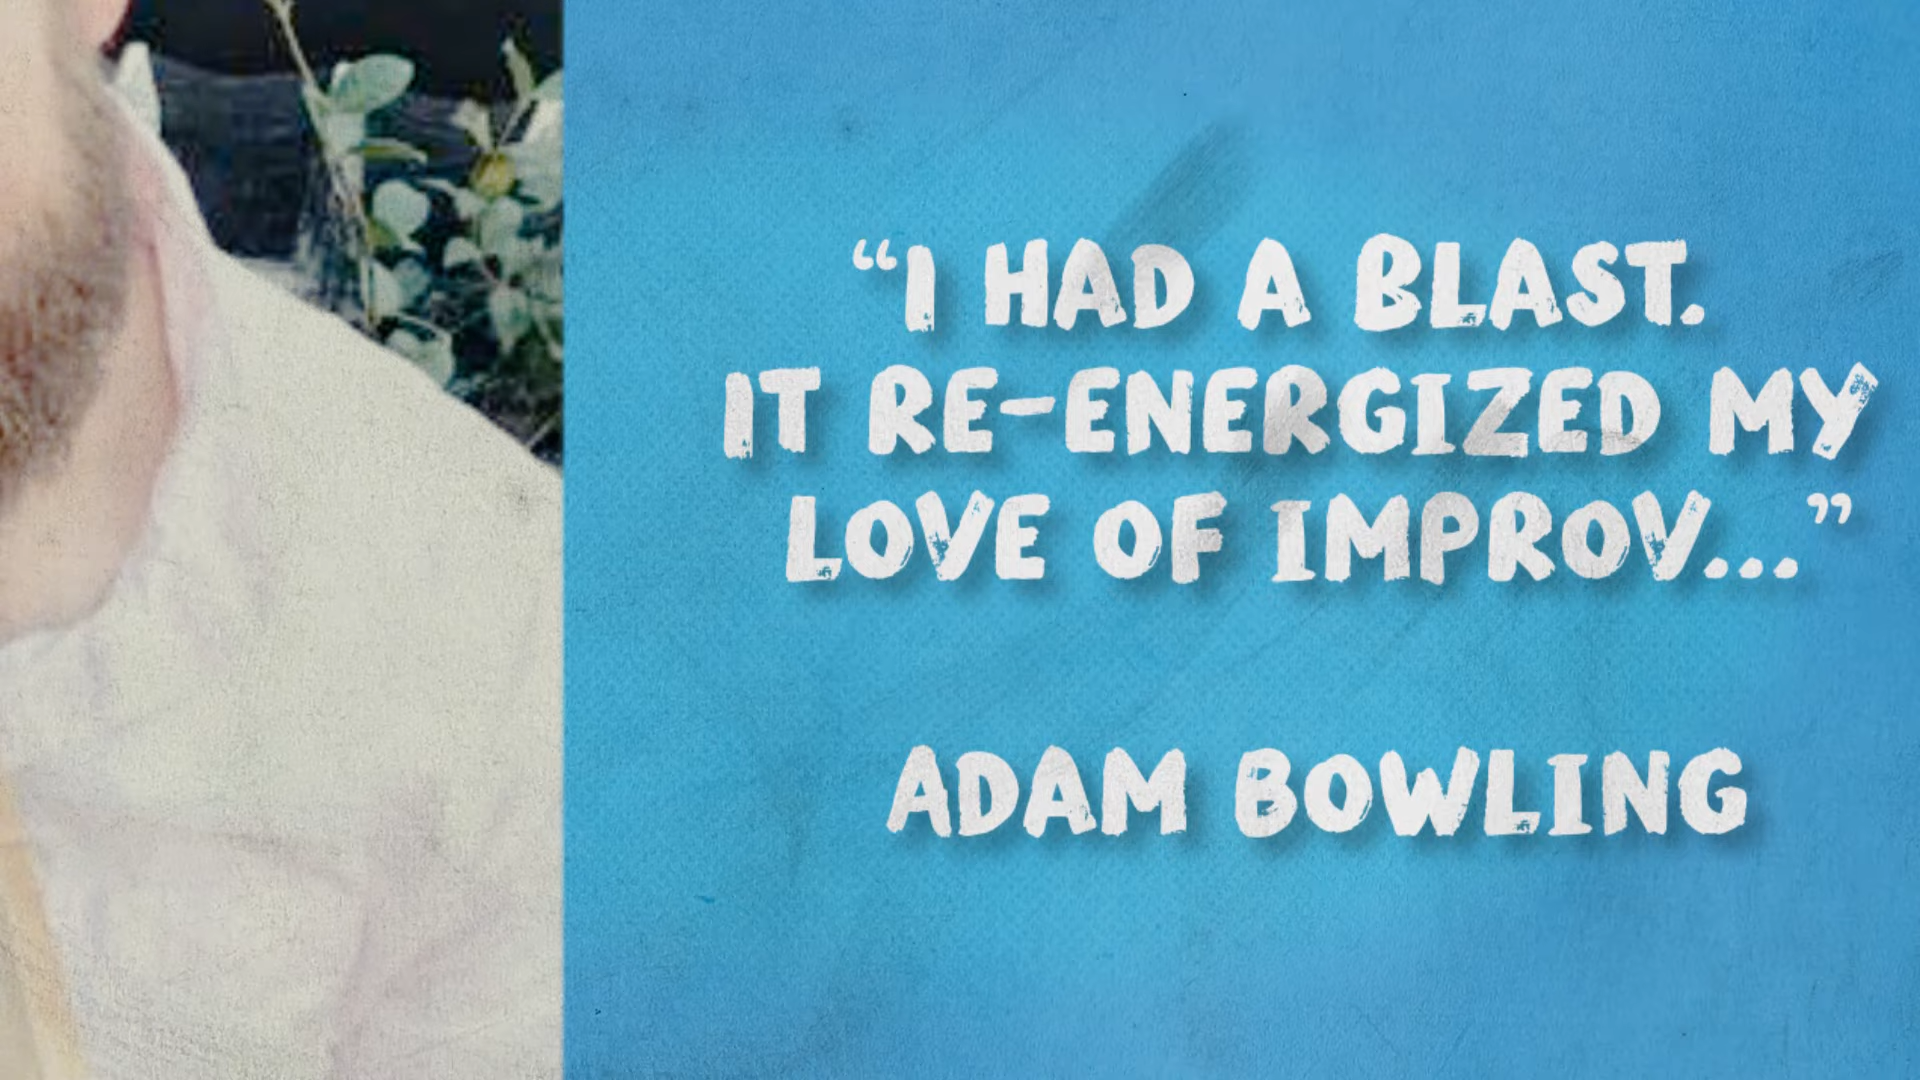 “I HAD A BLAST.
IT RE-ENERGIZED MY
LOVE OF IMPROV...”
ADAM BOWLING